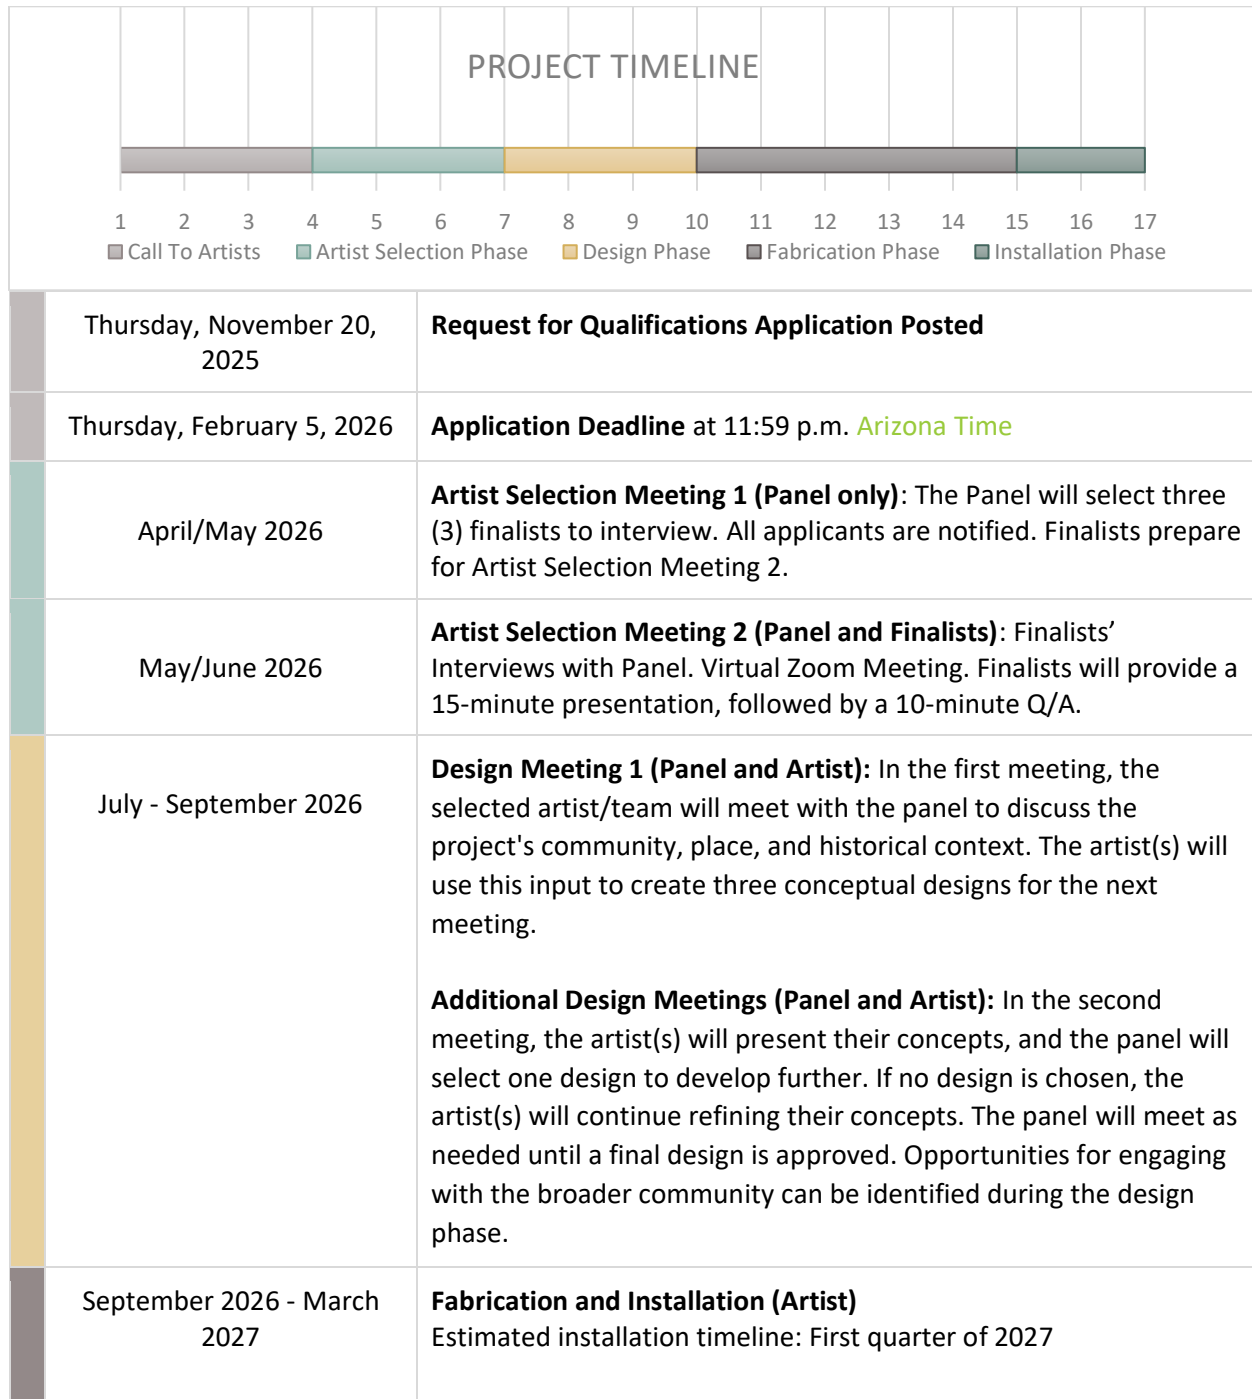 PROJECT TIMELINE
1 2 3 4 5 6 7 8 9 10 11 12 13 14 15 16 17
Call To Artists Artist Selection Phase Design Phase Fabrication Phase Installation Phase
Thursday, November 20,
2025
Request for Qualifications Application Posted
Thursday, February 5, 2026
Application Deadline at 11:59 p.m. Arizona Time
April/May 2026
Artist Selection Meeting 1 (Panel only): The Panel will select three
(3) finalists to interview. All applicants are notified. Finalists prepare
for Artist Selection Meeting 2.
May/June 2026
Artist Selection Meeting 2 (Panel and Finalists): Finalists’
Interviews with Panel. Virtual Zoom Meeting. Finalists will provide a
15-minute presentation, followed by a 10-minute Q/A.
July - September 2026
Design Meeting 1 (Panel and Artist): In the first meeting, the
selected artist/team will meet with the panel to discuss the
project's community, place, and historical context. The artist(s) will
use this input to create three conceptual designs for the next
meeting.
Additional Design Meetings (Panel and Artist): In the second
meeting, the artist(s) will present their concepts, and the panel will
select one design to develop further. If no design is chosen, the
artist(s) will continue refining their concepts. The panel will meet as
needed until a final design is approved. Opportunities for engaging
with the broader community can be identified during the design
phase.
September 2026 - March
2027
Fabrication and Installation (Artist)
Estimated installation timeline: First quarter of 2027